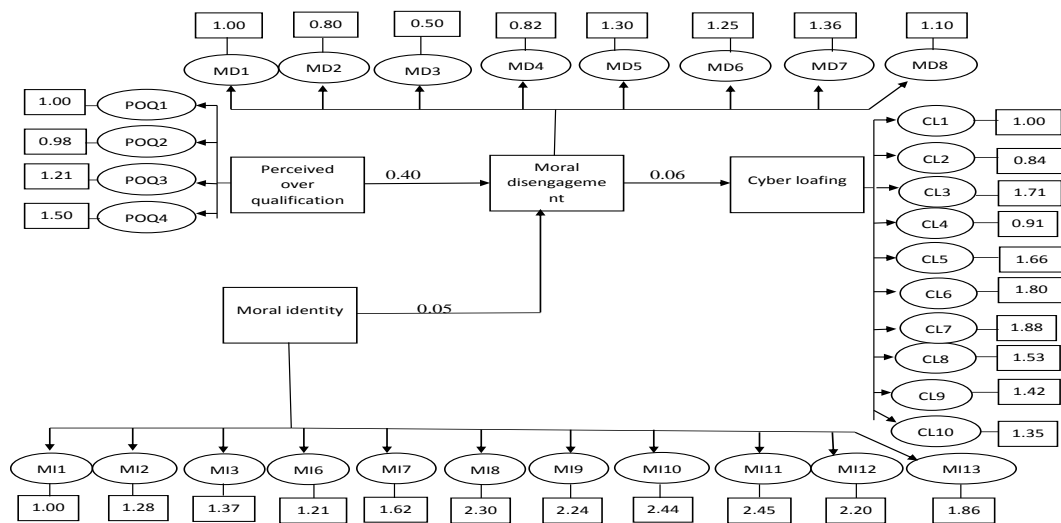 1.00 0.80 0.50 0.82 1.30 1.25 1.36 1.10
MD1 MD2 MD3 MD4 MD5 MD6 MD7 MD8
1.00 POQ1
0.98 POQ2
1.21 POQ3
1.50 POQ4
Perceived
over
qualification
0.40
Moral
disengageme
nt
0.06
Cyber loafing
CL1 1.00
CL2 0.84
CL3 1.71
CL4 0.91
CL5 1.66
CL6 1.80
CL7 1.88
CL8 1.53
CL9 1.42
CL10 1.35
Moral identity
0.05
MI1 MI2 MI3 MI6 MI7 MI8 MI9 MI10 MI11 MI12 MI13
1.00 1.28 1.37 1.21 1.62 2.30 2.24 2.44 2.45 2.20 1.86